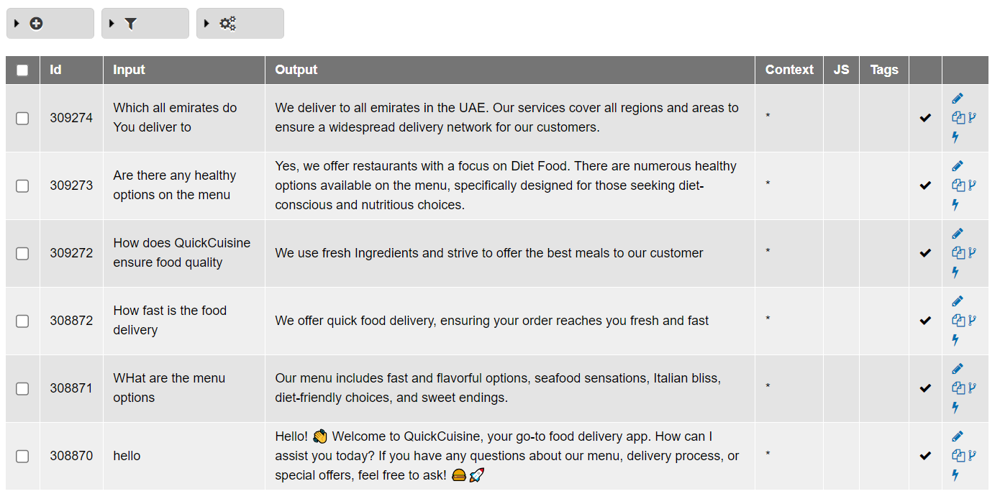 Id Input Output Context JS Tags
309274 Which all emirates do We deliver to all emirates in the UAE. Our services cover all regions and areas to *
You deliver to ensure a widespread delivery network for our customers.
309273 Are there any healthy Yes, we offer restaurants with a focus on Diet Food. There are numerous healthy *
options on the menu options available on the menu, specifically designed for those seeking diet-
conscious and nutritious choices.
309272 How does QuickCuisine We use fresh Ingredients and strive to offer the best meals to our customer *
ensure food quality
308872 How fast is the food We offer quick food delivery, ensuring your order reaches you fresh and fast *
delivery
308871 WHat are the menu Our menu includes fast and flavorful options, seafood sensations, Italian bliss, *
options diet-friendly choices, and sweet endings.
308870 hello Hello! 👏 Welcome to QuickCuisine, your go-to food delivery app. How can I *
assist you today? If you have any questions about our menu, delivery process, or
special offers, feel free to ask! 🍔🚀